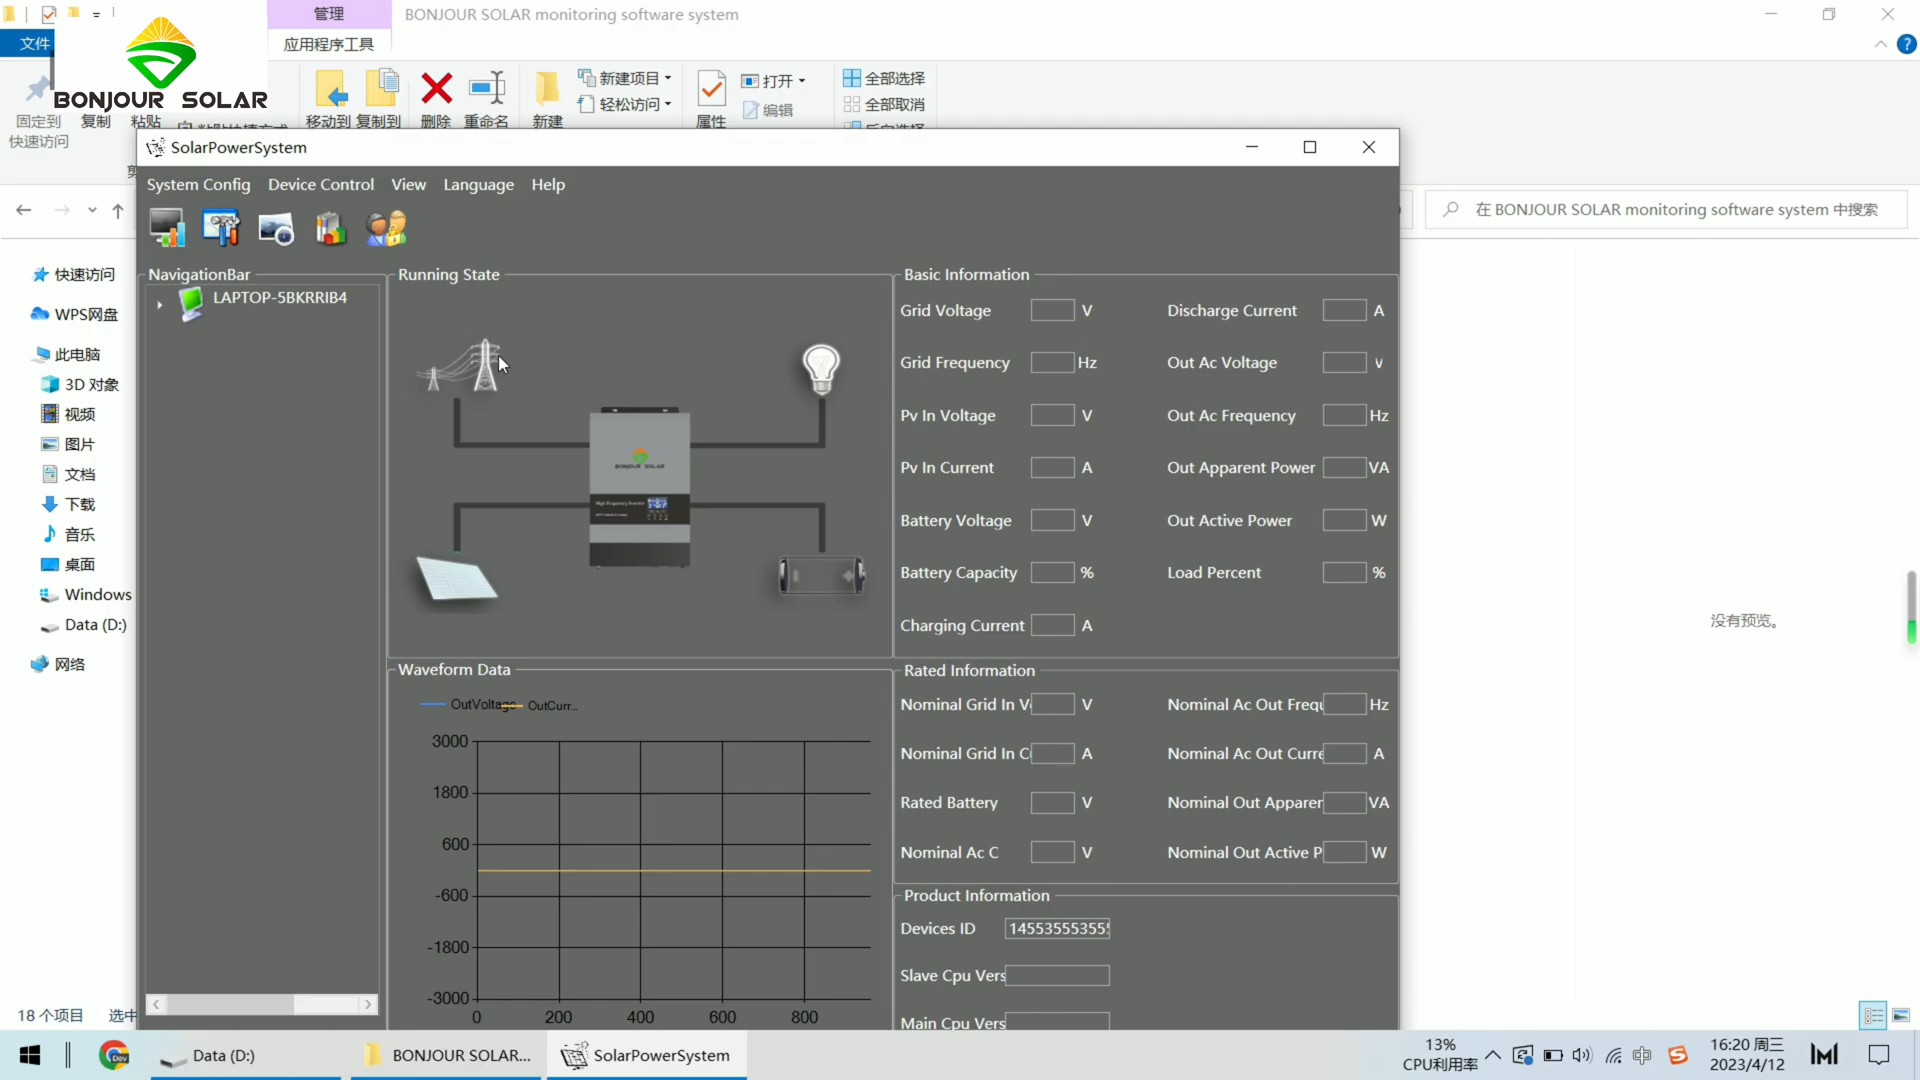 管理
BONJOUR SOLAR monitoring software system
文件
应用程序工具
BONJOUR SOLAR
固定到
快速访问
复制
粘贴
移动到
复制到
删除
重命名
新建
新建项目
轻松访问
属性
打开
编辑
全部选择
全部取消
SolarPowerSystem
System Config
Device Control
View
Language
Help
在 BONJOUR SOLAR monitoring software system 中搜索
快速访问
WPS网盘
此电脑
3D 对象
视频
图片
文档
下载
音乐
桌面
Windows
Data (D:)
网络
NavigationBar
LAPTOP-5BKRRIB4
Running State
BONJOUR SOLAR
High Frequency Inverter
Basic Information
Grid Voltage V
Discharge Current A
Grid Frequency Hz
Out Ac Voltage V
Pv In Voltage V
Out Ac Frequency Hz
Pv In Current A
Out Apparent Power VA
Battery Voltage V
Out Active Power W
Battery Capacity %
Load Percent %
Charging Current A
没有预览。
Waveform Data
OutVoltage
OutCurr...
3000
1800
600
-600
-1800
-3000
0 200 400 600 800
Rated Information
Nominal Grid In V
Nominal Ac Out Frequ Hz
Nominal Grid In C A
Nominal Ac Out Curre A
Rated Battery V
Nominal Out Apparer VA
Nominal Ac C V
Nominal Out Active P W
Product Information
Devices ID 14553555355
Slave Cpu Vers
Main Cpu Vers
18 个项目
选中
Dev
Data (D:)
BONJOUR SOLAR...
SolarPowerSystem
13%
CPU利用率
中
16:20 周三
2023/4/12